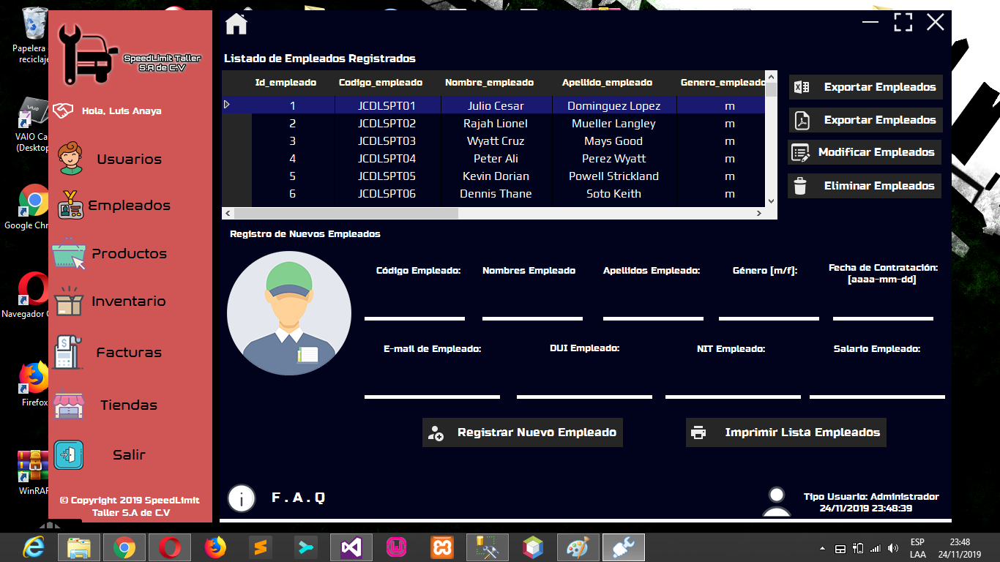 Papelera
reciclaje
VAIO Ca
(Desktop
Google Chr
Navegador
Firefox
WinRAR
SpeedLimit Taller
S.A de C.V
Hola, Luis Anaya
Usuarios
Empleados
Productos
Inventario
Facturas
Tiendas
Salir
© Copyright 2019 SpeedLimit
Taller S.A de C.V
Listado de Empleados Registrados
Id_empleado Codigo_empleado Nombre_empleado Apellido_empleado Genero_empleado
1 JCDLSPT01 Julio Cesar Dominguez Lopez m
2 JCDLSPT02 Rajah Lionel Mueller Langley m
3 JCDLSPT03 Wyatt Cruz Mays Good m
4 JCDLSPT04 Peter Ali Perez Wyatt m
5 JCDLSPT05 Kevin Dorian Powell Strickland m
6 JCDLSPT06 Dennis Thane Soto Keith m
Exportar Empleados
Exportar Empleados
Modificar Empleados
Eliminar Empleados
Registro de Nuevos Empleados
Código Empleado: Nombres Empleado Apellidos Empleado: Género [m/f]: Fecha de Contratación:
[aaaa-mm-dd]
E-mail de Empleado: DUI Empleado: NIT Empleado: Salario Empleado:
Registrar Nuevo Empleado Imprimir Lista Empleados
F . A . Q
Tipo Usuario: Administrador
24/11/2019 23:48:39
ESP 23:48
LAA 24/11/2019